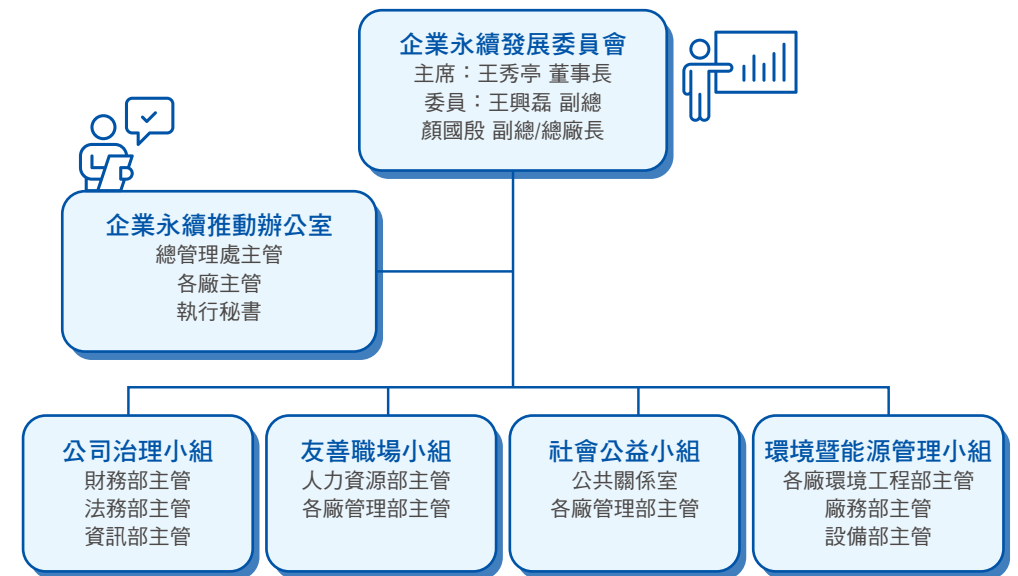 企業永續發展委員會
主席：王秀亭 董事長
委員：王興磊 副總
顏國殷 副總/總廠長
企業永續推動辦公室
總管理處主管
各廠主管
執行秘書
公司治理小組
財務部主管
法務部主管
資訊部主管
友善職場小組
人力資源部主管
各廠管理部主管
社會公益小組
公共關係室
各廠管理部主管
環境暨能源管理小組
各廠環境工程部主管
廠務部主管
設備部主管